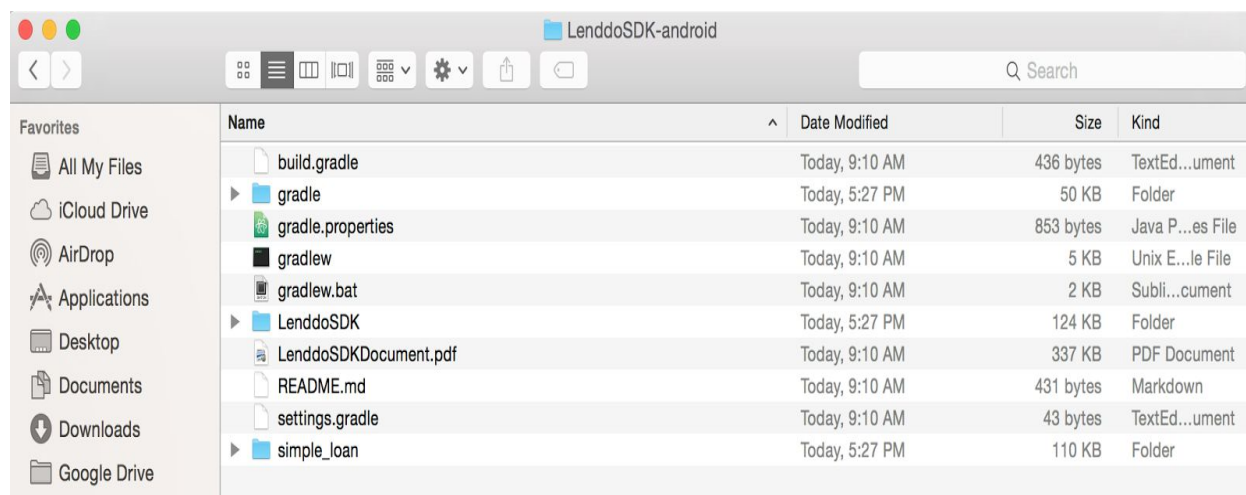 LenddoSDK-android
Search
Favorites
All My Files
iCloud Drive
AirDrop
Applications
Desktop
Documents
Downloads
Google Drive
Name Date Modified Size Kind
build.gradle Today, 9:10 AM 436 bytes TextEd...ument
gradle Today, 5:27 PM 50 KB Folder
gradle.properties Today, 9:10 AM 853 bytes Java P...es File
gradlew Today, 9:10 AM 5 KB Unix E...le File
gradlew.bat Today, 9:10 AM 2 KB Subli...cument
LenddoSDK Today, 5:27 PM 124 KB Folder
LenddoSDKDocument.pdf Today, 9:10 AM 337 KB PDF Document
README.md Today, 9:10 AM 431 bytes Markdown
settings.gradle Today, 9:10 AM 43 bytes TextEd...ument
simple_loan Today, 5:27 PM 110 KB Folder